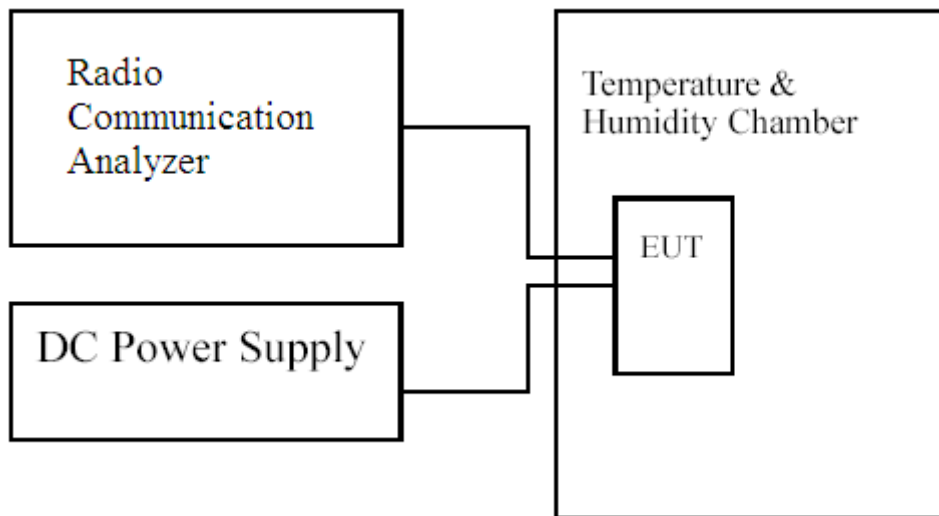 Radio
Communication
Analyzer
Temperature &
Humidity Chamber
EUT
DC Power Supply